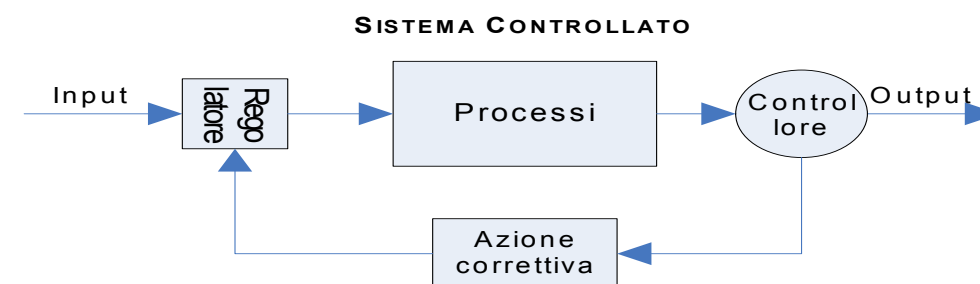 SISTEMA CONTROLLATO
Input
Rego
latore
Processi
Control
lore
Output
Azione
correttiva